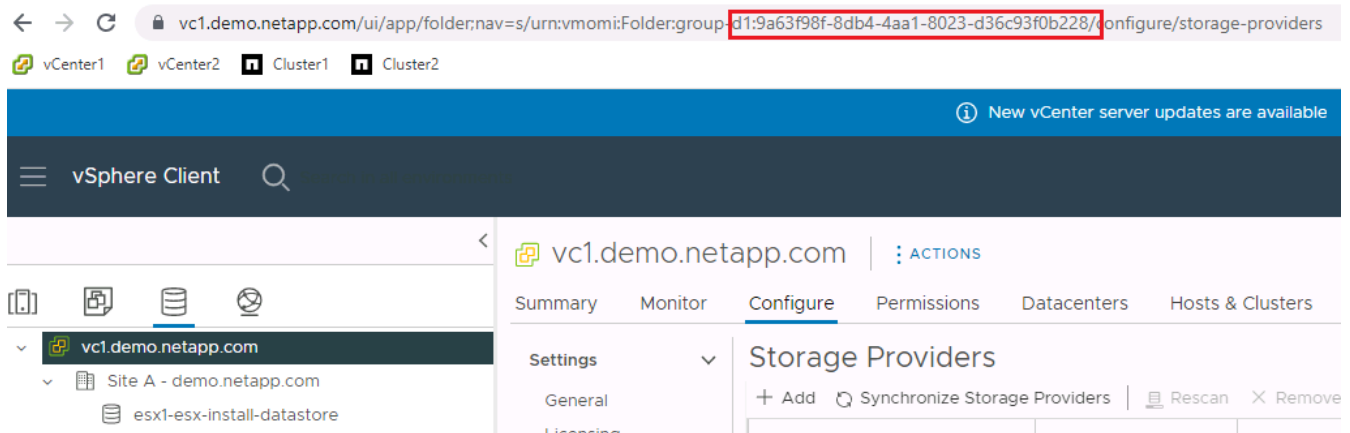 vc1.demo.netapp.com/ui/app/folder;nav=s/urn:vmomi:Folder:group-d1:9a63f98f-8db4-4aa1-8023-d36c93f0b228/configure/storage-providers
vCenter1 vCenter2 Cluster1 Cluster2
New vCenter server updates are available
vSphere Client
vc1.demo.netapp.com ACTIONS
Summary Monitor Configure Permissions Datacenters Hosts & Clusters
vc1.demo.netapp.com
Site A - demo.netapp.com
esx1-esx-install-datastore
Settings
General
Licensing
Storage Providers
Add Synchronize Storage Providers Rescan Remove